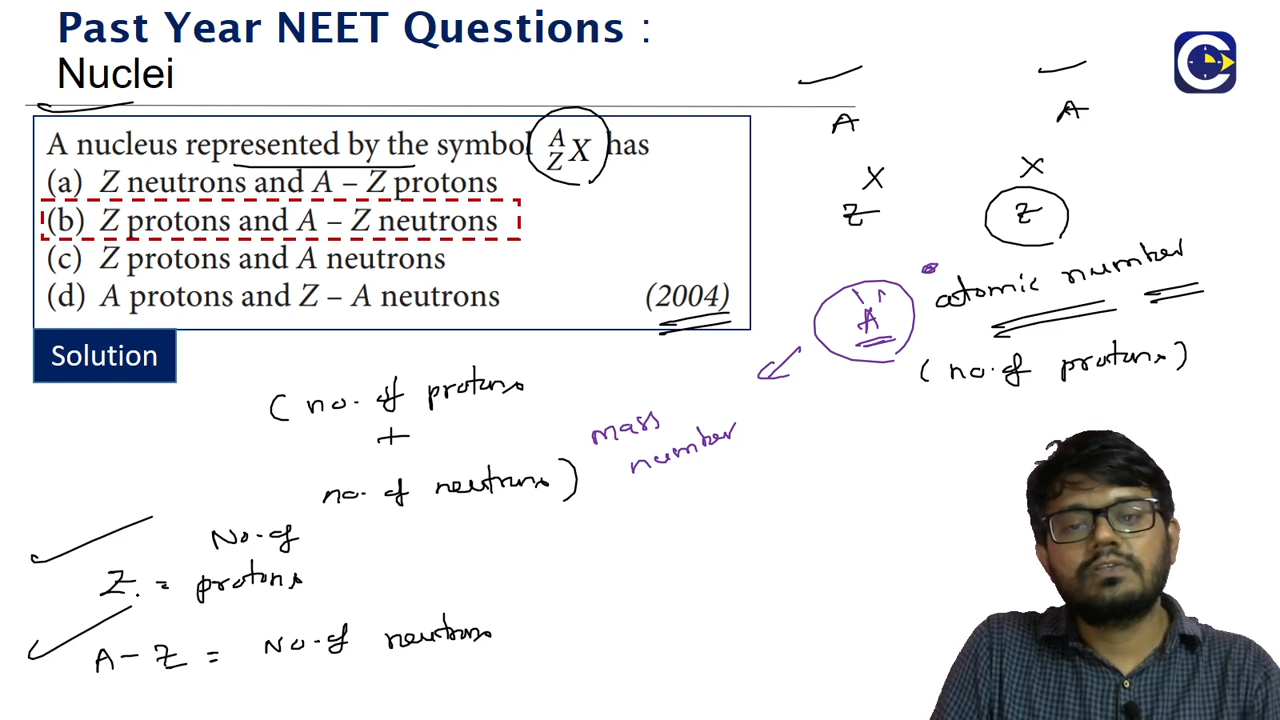 Past Year NEET Questions :
Nuclei
A nucleus represented by the symbol A Z X has
(a) Z neutrons and A – Z protons
(b) Z protons and A – Z neutrons
(c) Z protons and A neutrons
(d) A protons and Z – A neutrons (2004)
Solution
A
X
Z
A
X
Z
atomic number
(no. of protons)
A
mass
number
(no. of protons
+
no. of neutrons)
No. of
Z = protons
A – Z = No. of neutrons